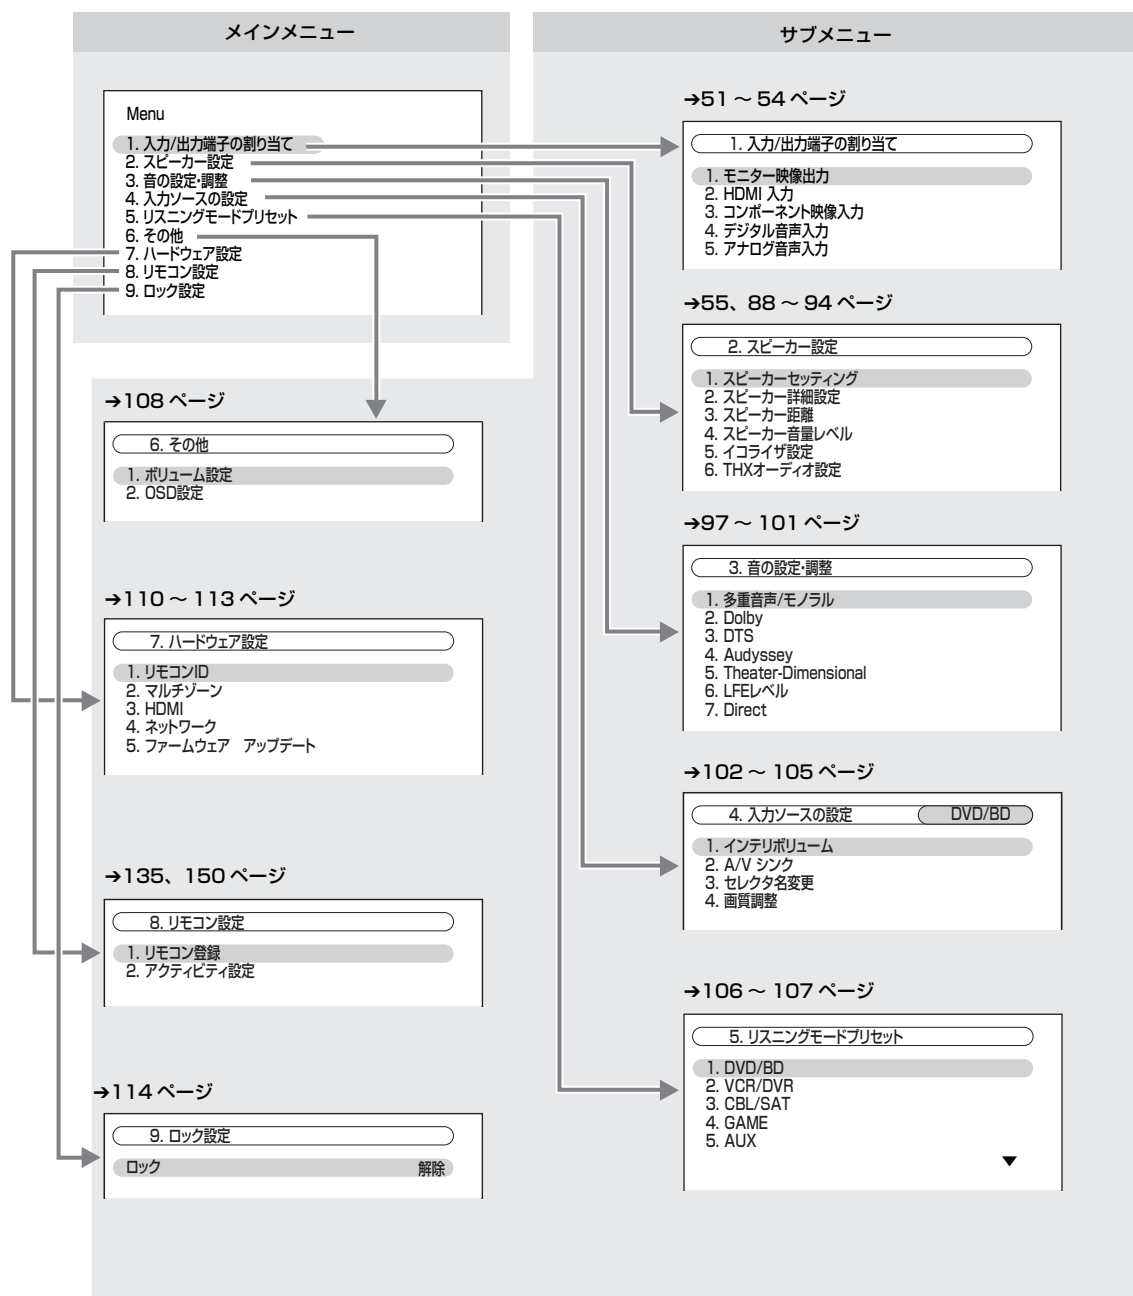 メインメニュー
サブメニュー
Menu
1. 入力/出力端子の割り当て
2. スピーカー設定
3. 音の設定・調整
4. 入力ソースの設定
5. リスニングモードプリセット
6. その他
7. ハードウェア設定
8. リモコン設定
9. ロック設定
➔108 ページ
6. その他
1. ボリューム設定
2. OSD設定
➔110 ～ 113 ページ
7. ハードウェア設定
1. リモコンID
2. マルチゾーン
3. HDMI
4. ネットワーク
5. ファームウェア　アップデート
➔135、150 ページ
8. リモコン設定
1. リモコン登録
2. アクティビティ設定
➔114 ページ
9. ロック設定
ロック 解除
➔51 ～ 54 ページ
1. 入力/出力端子の割り当て
1. モニター映像出力
2. HDMI 入力
3. コンポーネント映像入力
4. デジタル音声入力
5. アナログ音声入力
➔55、88 ～ 94 ページ
2. スピーカー設定
1. スピーカーセッティング
2. スピーカー詳細設定
3. スピーカー距離
4. スピーカー音量レベル
5. イコライザ設定
6. THXオーディオ設定
➔97 ～ 101 ページ
3. 音の設定・調整
1. 多重音声/モノラル
2. Dolby
3. DTS
4. Audyssey
5. Theater-Dimensional
6. LFEレベル
7. Direct
➔102 ～ 105 ページ
4. 入力ソースの設定 DVD/BD
1. インテリボリューム
2. A/V シンク
3. セレクタ名変更
4. 画質調整
➔106 ～ 107 ページ
5. リスニングモードプリセット
1. DVD/BD
2. VCR/DVR
3. CBL/SAT
4. GAME
5. AUX